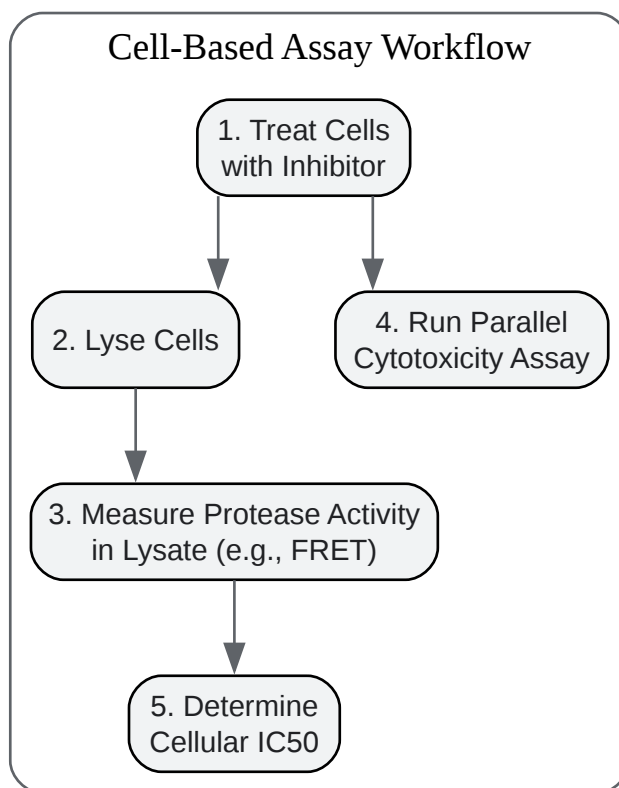 Cell-Based Assay Workflow
1. Treat Cells
with Inhibitor
2. Lyse Cells
4. Run Parallel
Cytotoxicity Assay
3. Measure Protease Activity
in Lysate (e.g., FRET)
5. Determine
Cellular IC50